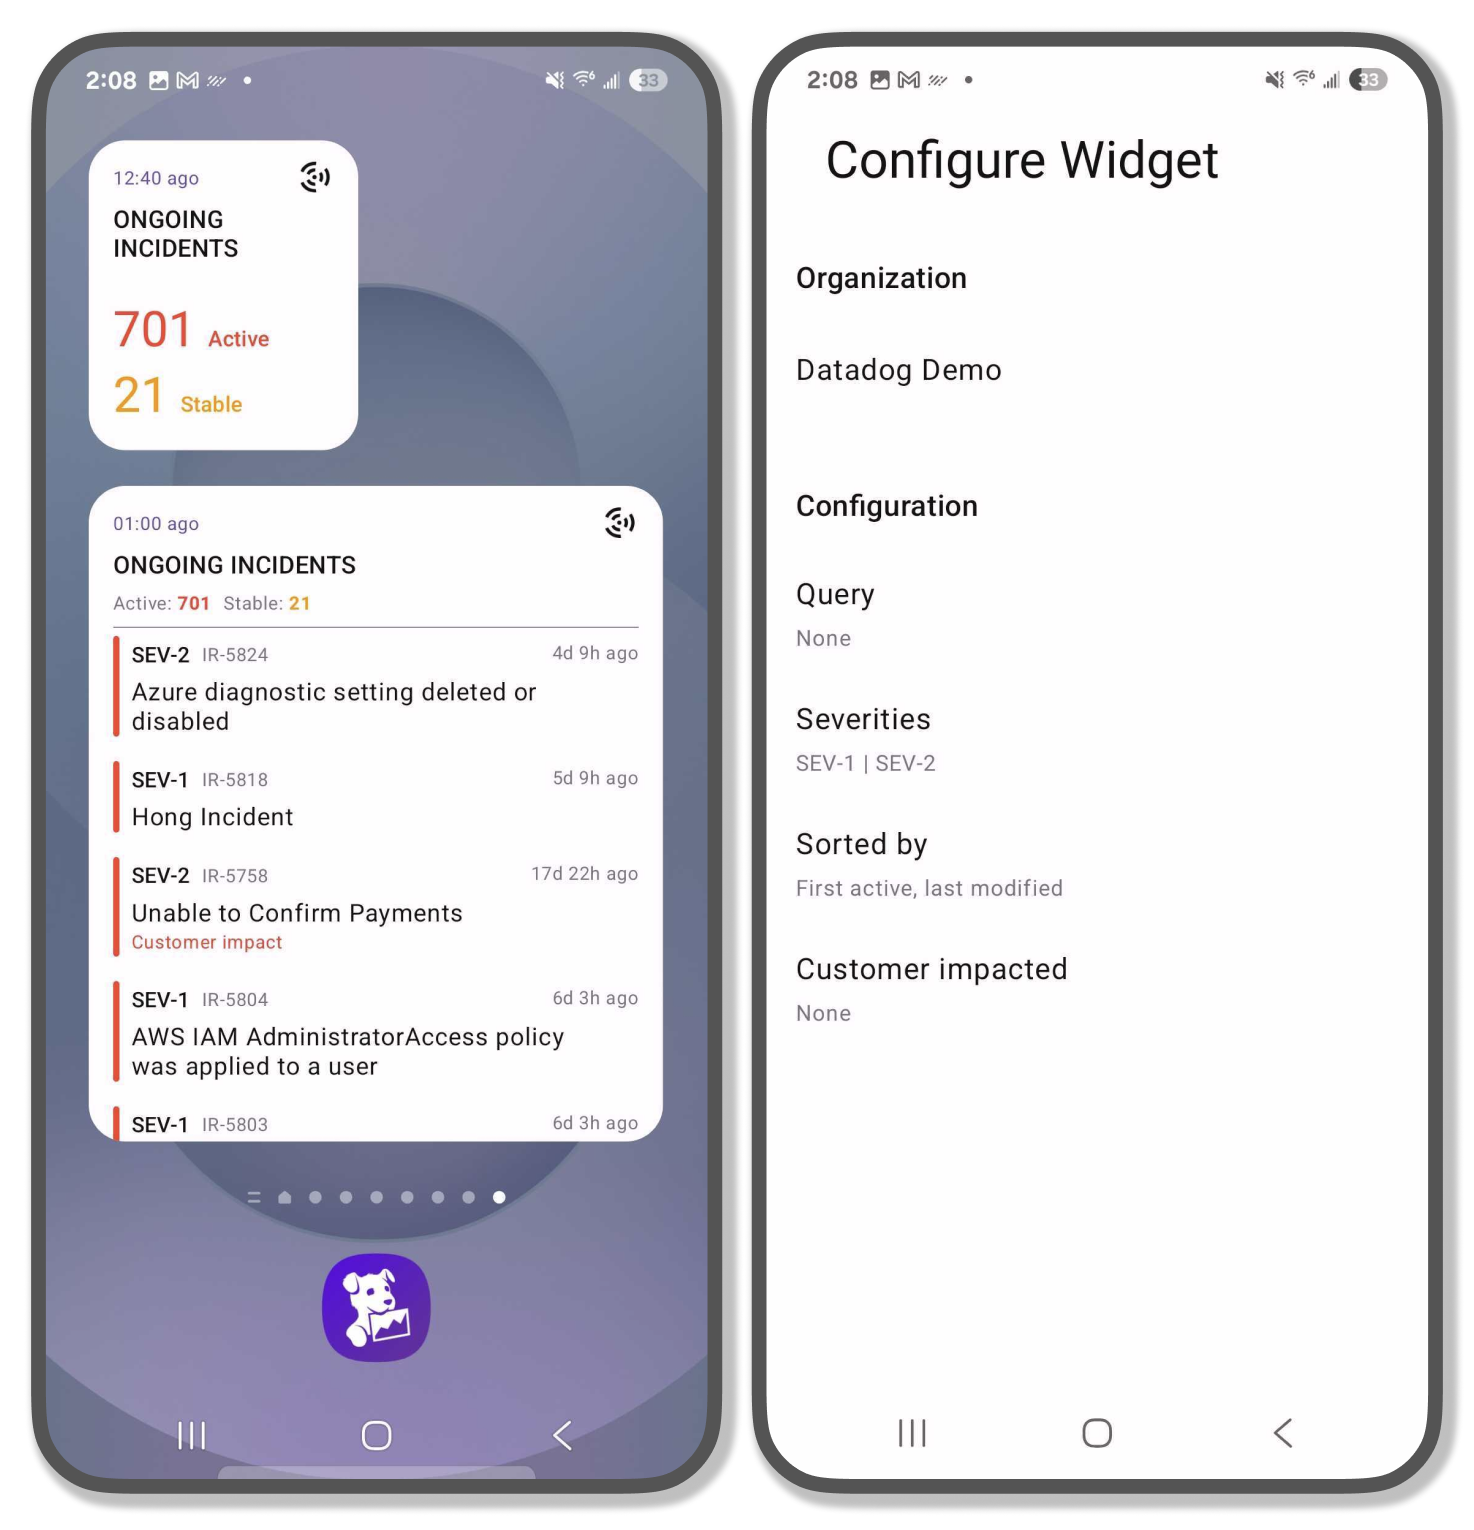 2:08
33
12:40 ago
ONGOING
INCIDENTS
701 Active
21 Stable
01:00 ago
ONGOING INCIDENTS
Active: 701 Stable: 21
SEV-2 IR-5824 4d 9h ago
Azure diagnostic setting deleted or
disabled
SEV-1 IR-5818 5d 9h ago
Hong Incident
SEV-2 IR-5758 17d 22h ago
Unable to Confirm Payments
Customer impact
SEV-1 IR-5804 6d 3h ago
AWS IAM AdministratorAccess policy
was applied to a user
SEV-1 IR-5803 6d 3h ago
2:08
33
Configure Widget
Organization
Datadog Demo
Configuration
Query
None
Severities
SEV-1 | SEV-2
Sorted by
First active, last modified
Customer impacted
None